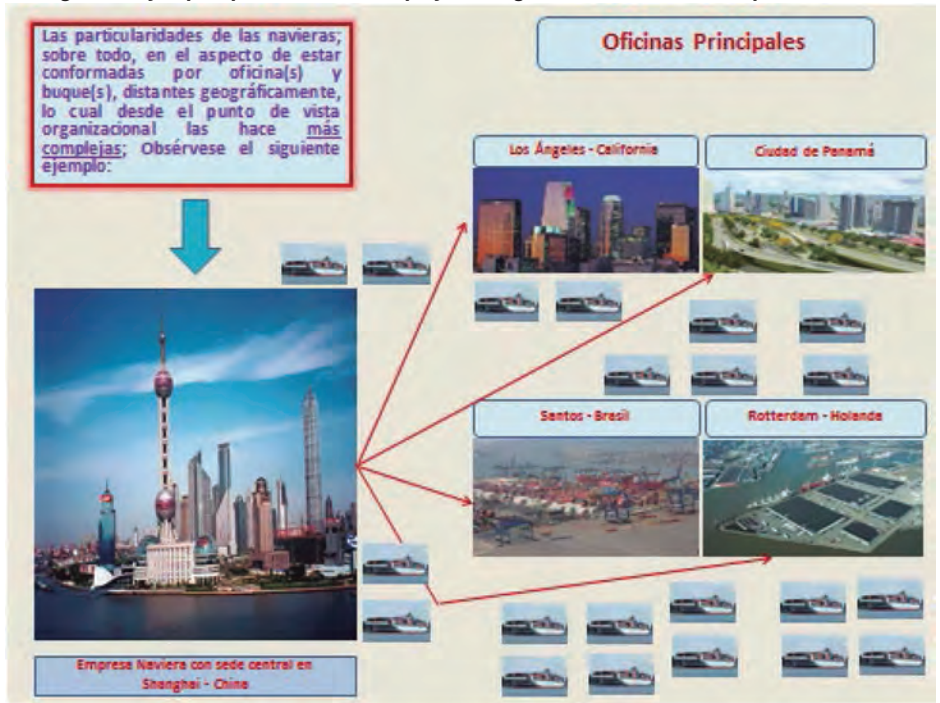 Las particularidades de las navieras;
sobre todo, en el aspecto de estar
conformadas por oficina(s) y
buque(s), distantes geográficamente,
lo cual desde el punto de vista
organizacional las hace más
complejas; Obsérvese el siguiente
ejemplo:
Oficinas Principales
Los Ángeles - California
Ciudad de Panamá
Santos - Brasil
Rotterdam - Holanda
Empresa Naviera con sede central en
Shanghai - China